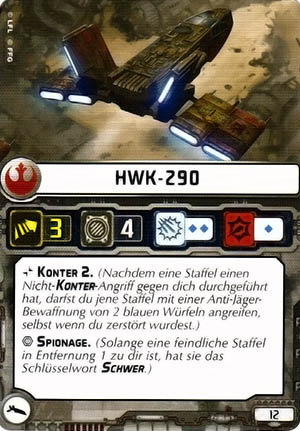 © LFL © FFG
HWK-290
3 4
KONTER 2. (Nachdem eine Staffel einen
Nicht-KONTER-Angriff gegen dich durchgeführt
hat, darfst du jene Staffel mit einer Anti-Jäger-
Bewaffnung von 2 blauen Würfeln angreifen,
selbst wenn du zerstört wurdest.)
SPIONAGE. (Solange eine feindliche Staffel
in Entfernung 1 zu dir ist, hat sie das
Schlüsselwort SCHWER.)
12